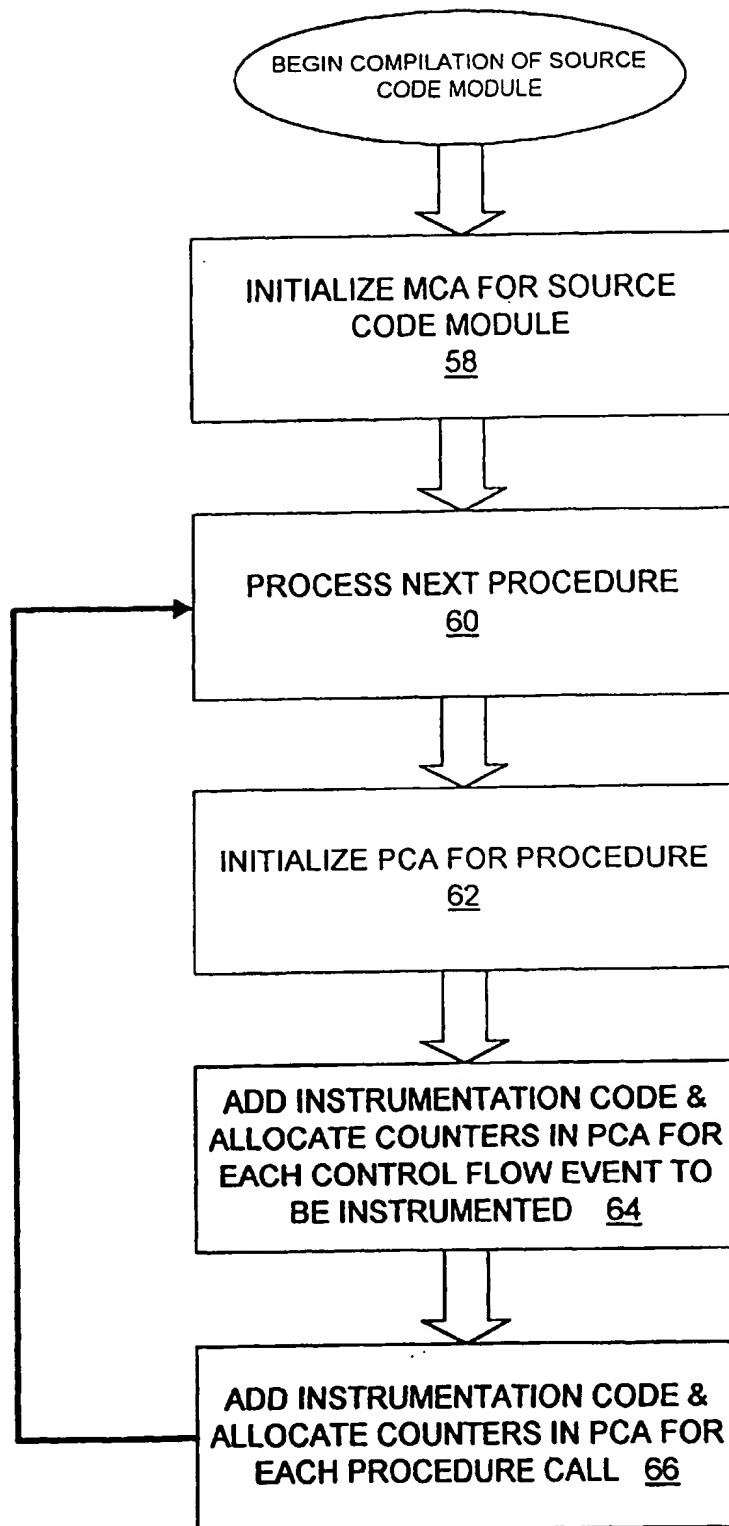 BEGIN COMPILATION OF SOURCE
CODE MODULE
INITIALIZE MCA FOR SOURCE
CODE MODULE
58
PROCESS NEXT PROCEDURE
60
INITIALIZE PCA FOR PROCEDURE
62
ADD INSTRUMENTATION CODE &
ALLOCATE COUNTERS IN PCA FOR
EACH CONTROL FLOW EVENT TO
BE INSTRUMENTED 64
ADD INSTRUMENTATION CODE &
ALLOCATE COUNTERS IN PCA FOR
EACH PROCEDURE CALL 66